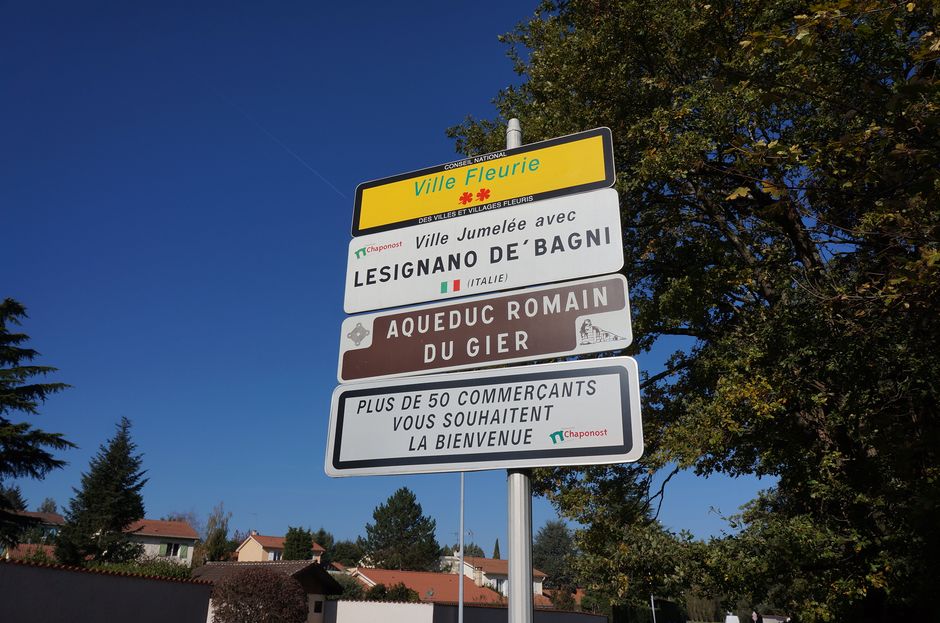 CONSEIL NATIONAL
Ville Fleurie
DES VILLES ET VILLAGES FLEURIS
Chaponost
Ville Jumelée avec
LESIGNANO DE'BAGNI
(ITALIE)
AQUEDUC ROMAIN
DU GIER
PLUS DE 50 COMMERÇANTS
VOUS SOUHAITENT
LA BIENVENUE
Chaponost